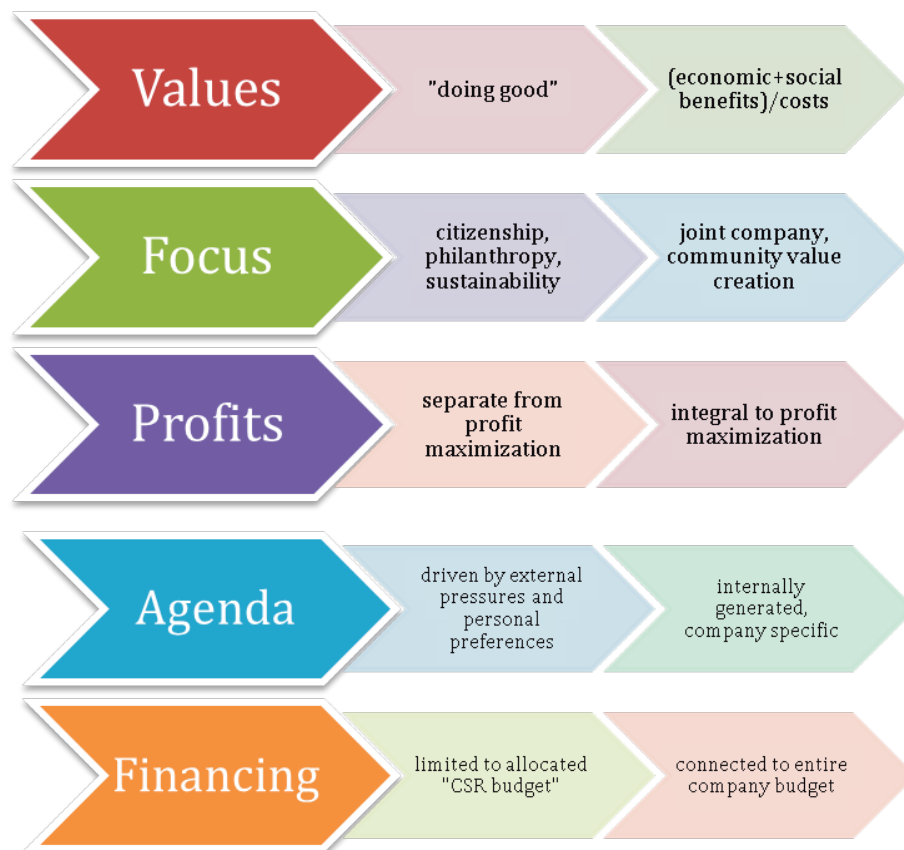 Values
"doing good"
(economic+social
benefits)/costs
Focus
citizenship,
philanthropy,
sustainability
joint company,
community value
creation
Profits
separate from
profit
maximization
integral to profit
maximization
Agenda
driven by external
pressures and
personal
preferences
internally
generated,
company specific
Financing
limited to allocated
"CSR budget"
connected to entire
company budget